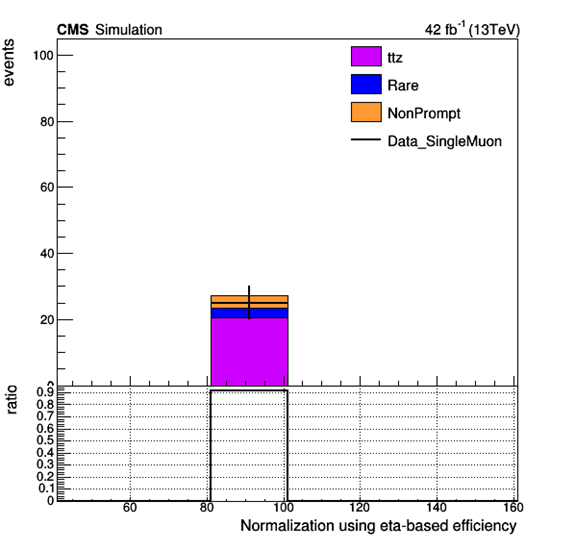 CMS Simulation 42 fb-1 (13TeV)
events
100
80
60
40
20
0
ttz
Rare
NonPrompt
Data_SingleMuon
ratio
0.9
0.8
0.7
0.6
0.5
0.4
0.3
0.2
0.1
0
60 80 100 120 140 160
Normalization using eta-based efficiency